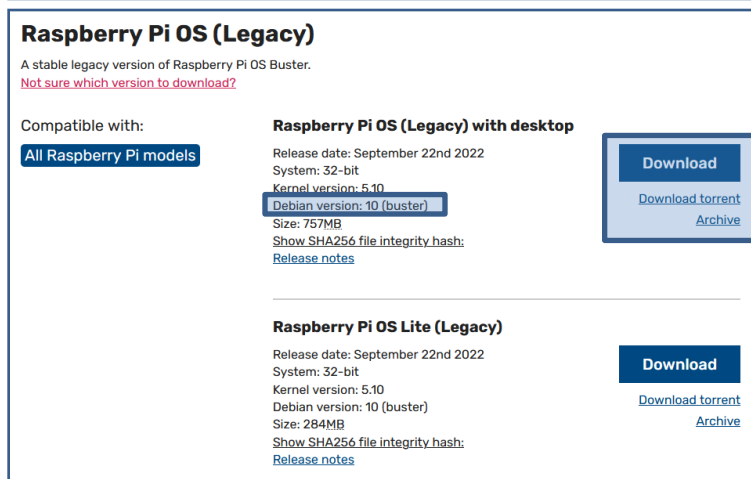 Raspberry Pi OS (Legacy)
A stable legacy version of Raspberry Pi OS Buster.
Not sure which version to download?
Compatible with:
All Raspberry Pi models
Raspberry Pi OS (Legacy) with desktop
Release date: September 22nd 2022
System: 32-bit
Kernel version: 5.10
Debian version: 10 (buster)
Size: 757MB
Show SHA256 file integrity hash:
Release notes
Download
Download torrent
Archive
Raspberry Pi OS Lite (Legacy)
Release date: September 22nd 2022
System: 32-bit
Kernel version: 5.10
Debian version: 10 (buster)
Size: 284MB
Show SHA256 file integrity hash:
Release notes
Download
Download torrent
Archive